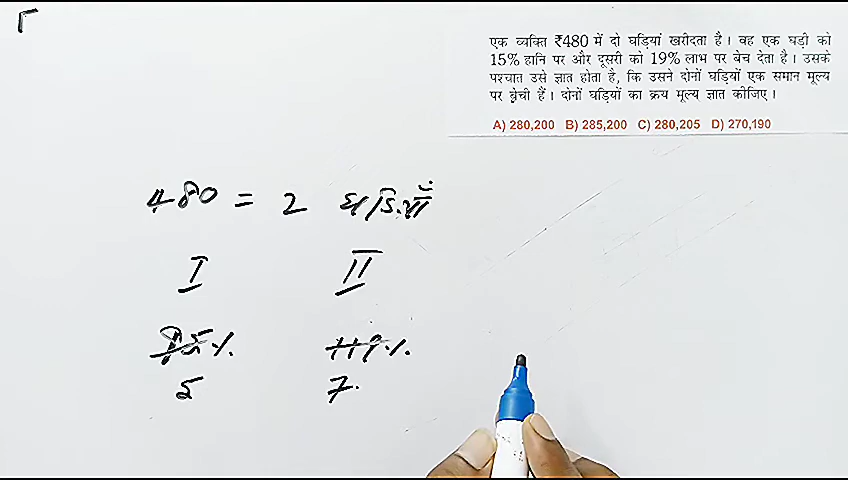 एक व्यक्ति ₹480 में दो घड़ियां खरीदता है। वह एक घड़ी को
15% हानि पर और दूसरी को 19% लाभ पर बेच देता है। उसके
पश्चात उसे ज्ञात होता है, कि उसने दोनों घड़ियों एक समान मूल्य
पर बेची हैं। दोनों घड़ियों का क्रय मूल्य ज्ञात कीजिए।
A) 280,200 B) 285,200 C) 280,205 D) 270,190
480 = 2 घड़ियाँ
I II
85% 119%
5 7